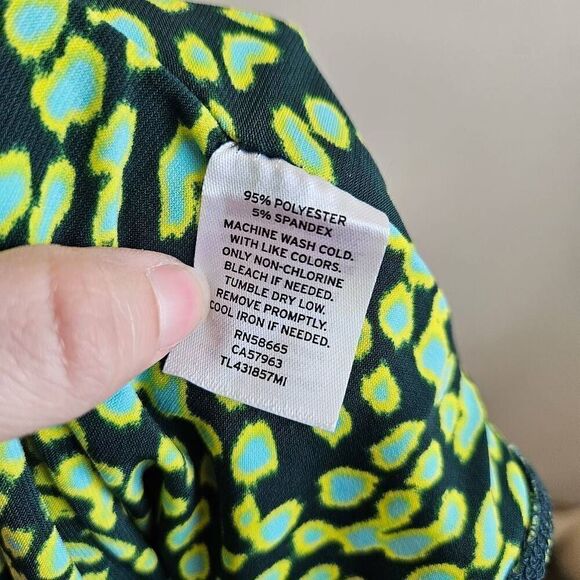 95% POLYESTER
5% SPANDEX
MACHINE WASH COLD.
WITH LIKE COLORS.
ONLY NON-CHLORINE
BLEACH IF NEEDED.
TUMBLE DRY LOW.
REMOVE PROMPTLY.
COOL IRON IF NEEDED.
RN58665
CA57963
TL431857MI